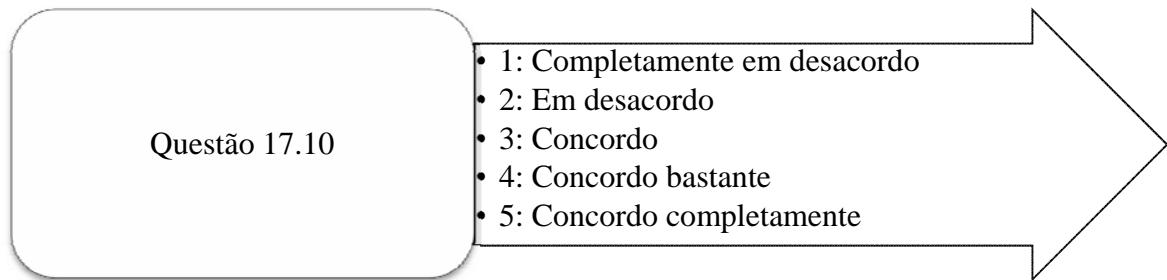 Questão 17.10
• 1: Completamente em desacordo
• 2: Em desacordo
• 3: Concordo
• 4: Concordo bastante
• 5: Concordo completamente